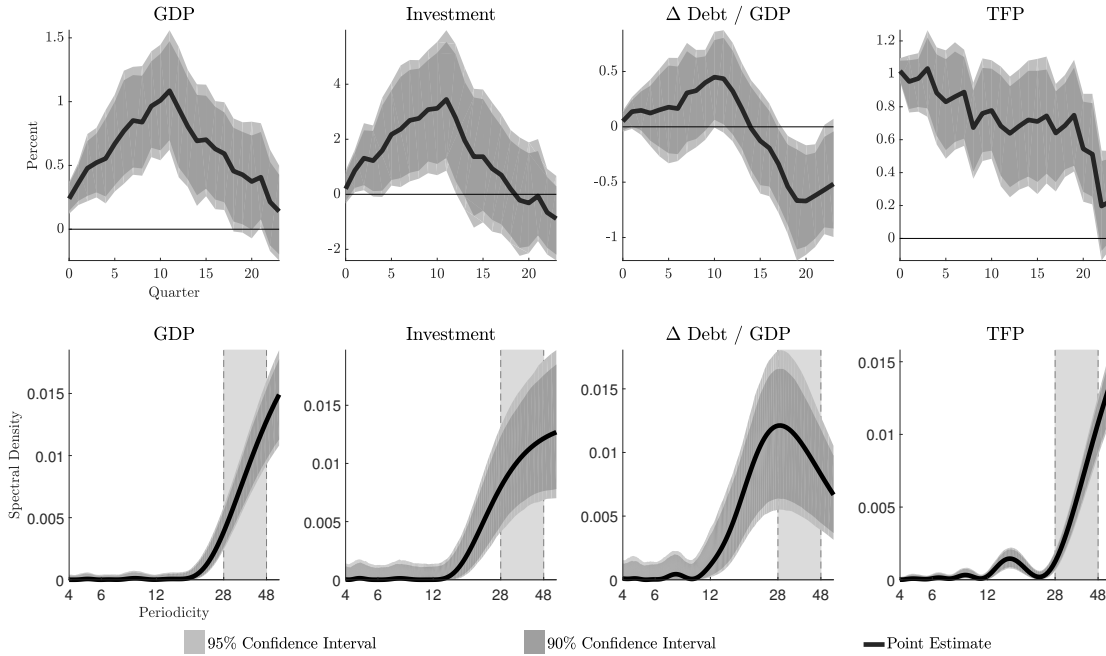 GDP Investment Δ Debt / GDP TFP
Percent
1.5
1
0.5
0
0 5 10 15 20
Quarter
4
2
0
-2
0 5 10 15 20
0.5
0
-0.5
-1
0 5 10 15 20
1.2
1
0.8
0.6
0.4
0.2
0
0 5 10 15 20
GDP Investment Δ Debt / GDP TFP
Spectral Density
0.015
0.01
0.005
0
4 6 12 28 48
Periodicity
0.015
0.01
0.005
0
4 6 12 28 48
0.015
0.01
0.005
0
4 6 12 28 48
0.015
0.01
0.005
0
4 6 12 28 48
95% Confidence Interval 90% Confidence Interval Point Estimate